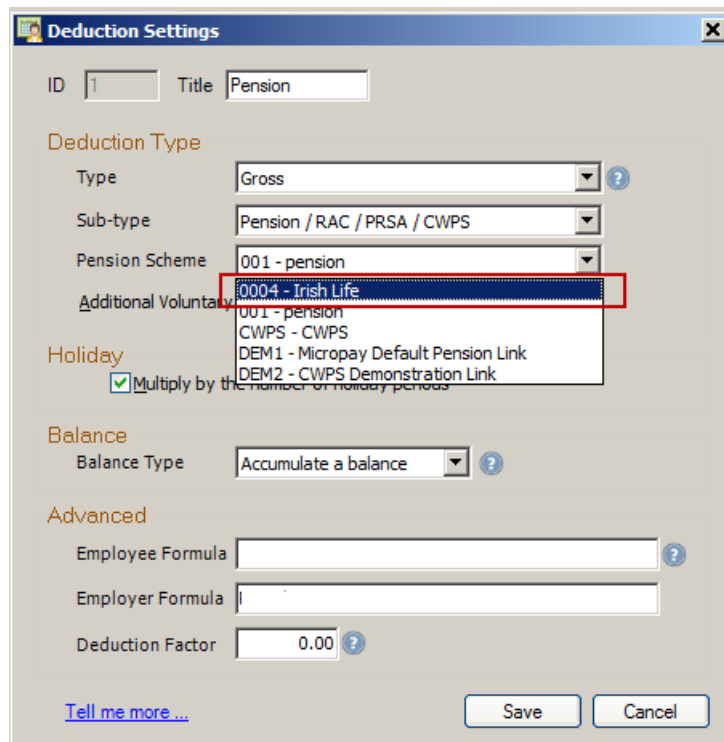 Deduction Settings
ID 1 Title Pension
Deduction Type
Type Gross
Sub-type Pension / RAC / PRSA / CWPS
Pension Scheme 001 - pension
0004 - Irish Life
Additional Voluntary
001 - pension
CWPS - CWPS
DEM1 - Micropay Default Pension Link
Holiday
DEM2 - CWPS Demonstration Link
Multiply by the number of holiday periods
Balance
Balance Type Accumulate a balance
Advanced
Employee Formula
Employer Formula
Deduction Factor 0.00
Tell me more ... Save Cancel